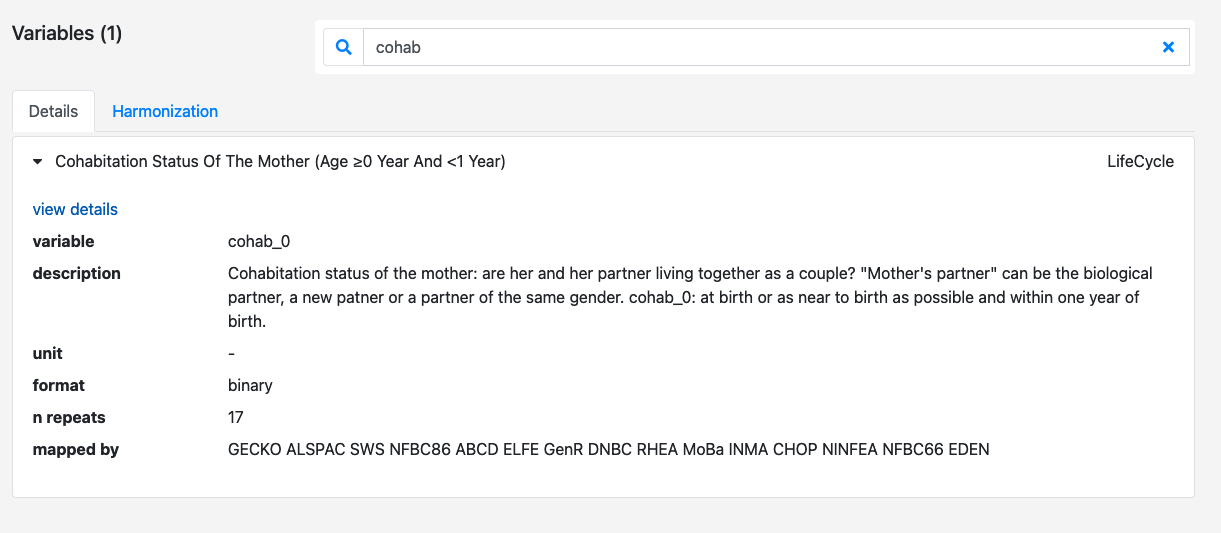 Variables (1)
cohab
Details Harmonization
Cohabitation Status Of The Mother (Age ≥0 Year And <1 Year) LifeCycle
view details
variable cohab_0
description Cohabitation status of the mother: are her and her partner living together as a couple? "Mother's partner" can be the biological
partner, a new patner or a partner of the same gender. cohab_0: at birth or as near to birth as possible and within one year of
birth.
unit -
format binary
n repeats 17
mapped by GECKO ALSPAC SWS NFBC86 ABCD ELFE GenR DNBC RHEA MoBa INMA CHOP NINFEA NFBC66 EDEN